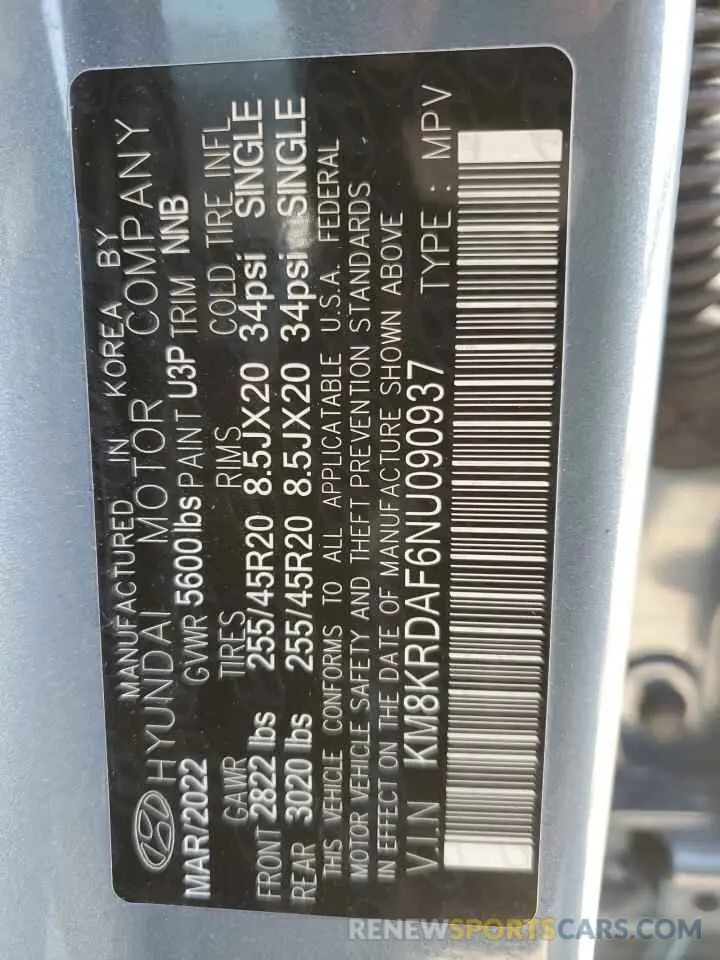 MANUFACTURED IN KOREA BY
HYUNDAI MOTOR COMPANY
MAR/2022 GVWR 5600 lbs PAINT U3P TRIM NNB
GAWR TIRES RIMS COLD TIRE INFL
FRONT 2822 lbs 255/45R20 8.5JX20 34psi SINGLE
REAR 3020 lbs 255/45R20 8.5JX20 34psi SINGLE
THIS VEHICLE CONFORMS TO ALL APPLICATABLE U.S.A. FEDERAL
MOTOR VEHICLE SAFETY AND THEFT PREVENTION STANDARDS
IN EFFECT ON THE DATE OF MANUFACTURE SHOWN ABOVE
V.I.N KM8KRDAF6NU090937 TYPE : MPV
RENEWSPORTSCARS.COM